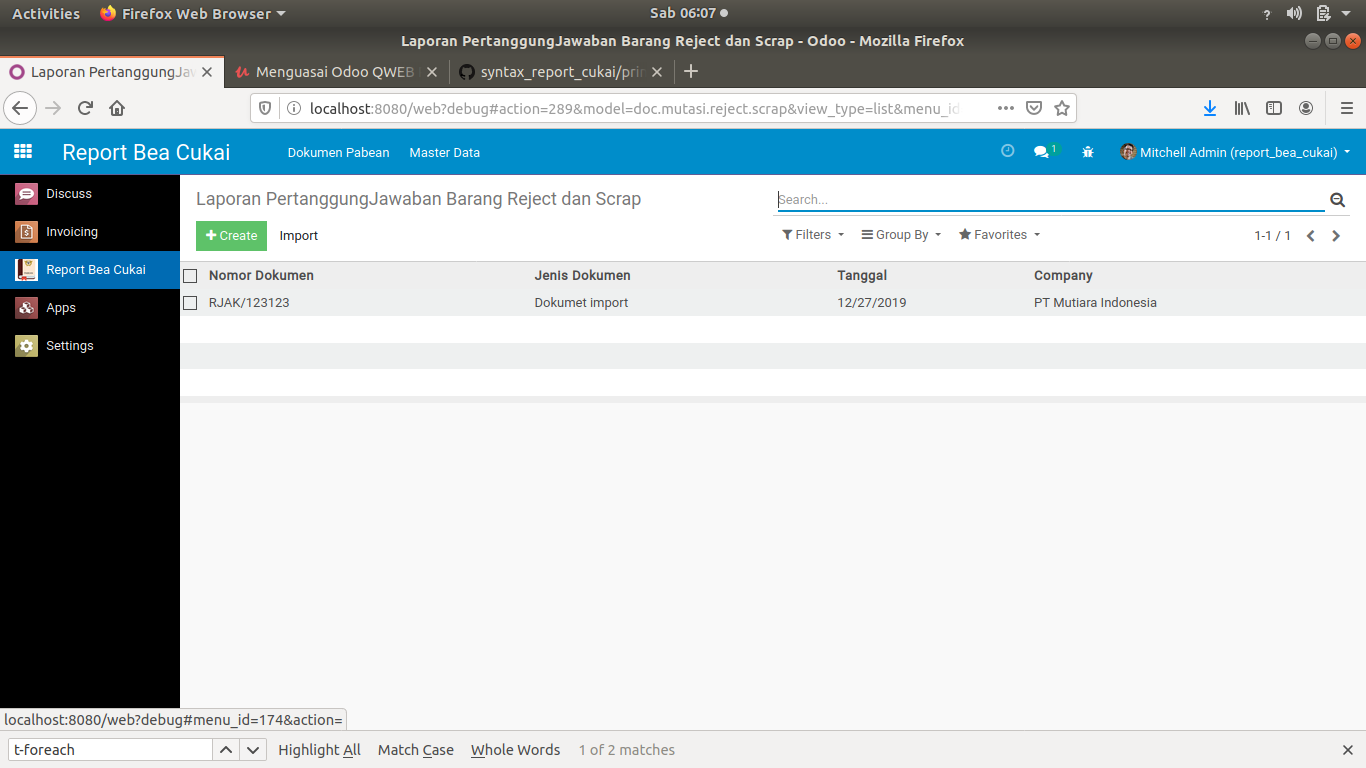 Activities Firefox Web Browser Sab 06:07 ?
Laporan PertanggungJawaban Barang Reject dan Scrap - Odoo - Mozilla Firefox
Laporan PertanggungJaw Menguasai Odoo QWEB syntax_report_cukai/prin
localhost:8080/web?debug#action=289&model=doc.mutasi.reject.scrap&view_type=list&menu_id
Report Bea Cukai Dokumen Pabean Master Data 1 Mitchell Admin (report_bea_cukai)
Discuss
Invoicing
Report Bea Cukai
Apps
Settings
Laporan PertanggungJawaban Barang Reject dan Scrap Search...
Create Import Filters Group By Favorites 1-1 / 1
Nomor Dokumen Jenis Dokumen Tanggal Company
RJAK/123123 Dokumet import 12/27/2019 PT Mutiara Indonesia
localhost:8080/web?debug#menu_id=174&action=
t-foreach Highlight All Match Case Whole Words 1 of 2 matches